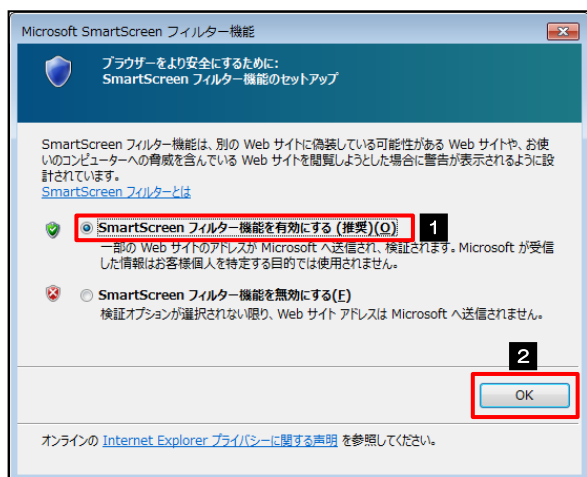 Microsoft SmartScreen フィルター機能
ブラウザーをより安全にするために:
SmartScreen フィルター機能のセットアップ
SmartScreen フィルター機能は、別の Web サイトに偽装している可能性がある Web サイトや、お使
いのコンピューターへの脅威を含んでいる Web サイトを閲覧しようとした場合に警告が表示されるように設
計されています。
SmartScreen フィルターとは
SmartScreen フィルター機能を有効にする (推奨)(O)
1
一部の Web サイトのアドレスが Microsoft へ送信され、検証されます。Microsoft が受信
した情報はお客様個人を特定する目的では使用されません。
SmartScreen フィルター機能を無効にする(F)
検証オプションが選択されない限り、Web サイト アドレスは Microsoft へ送信されません。
2
OK
オンラインの Internet Explorer プライバシーに関する声明 を参照してください。